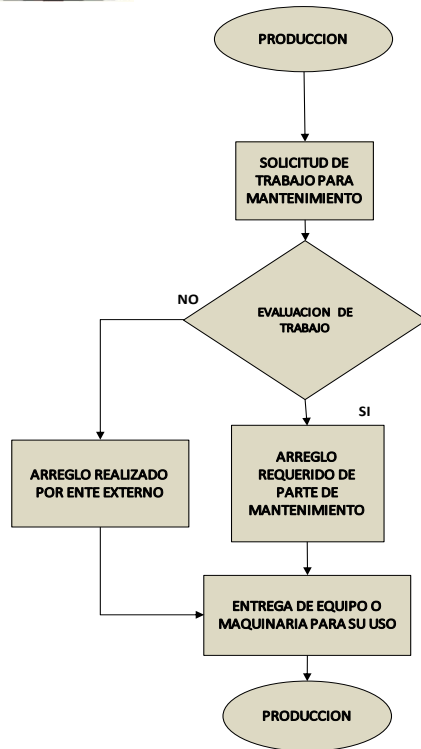 PRODUCCION
SOLICITUD DE
TRABAJO PARA
MANTENIMIENTO
EVALUACION DE
TRABAJO
NO
SI
ARREGLO REALIZADO
POR ENTE EXTERNO
ARREGLO
REQUERIDO DE
PARTE DE
MANTENIMIENTO
ENTREGA DE EQUIPO O
MAQUINARIA PARA SU USO
PRODUCCION